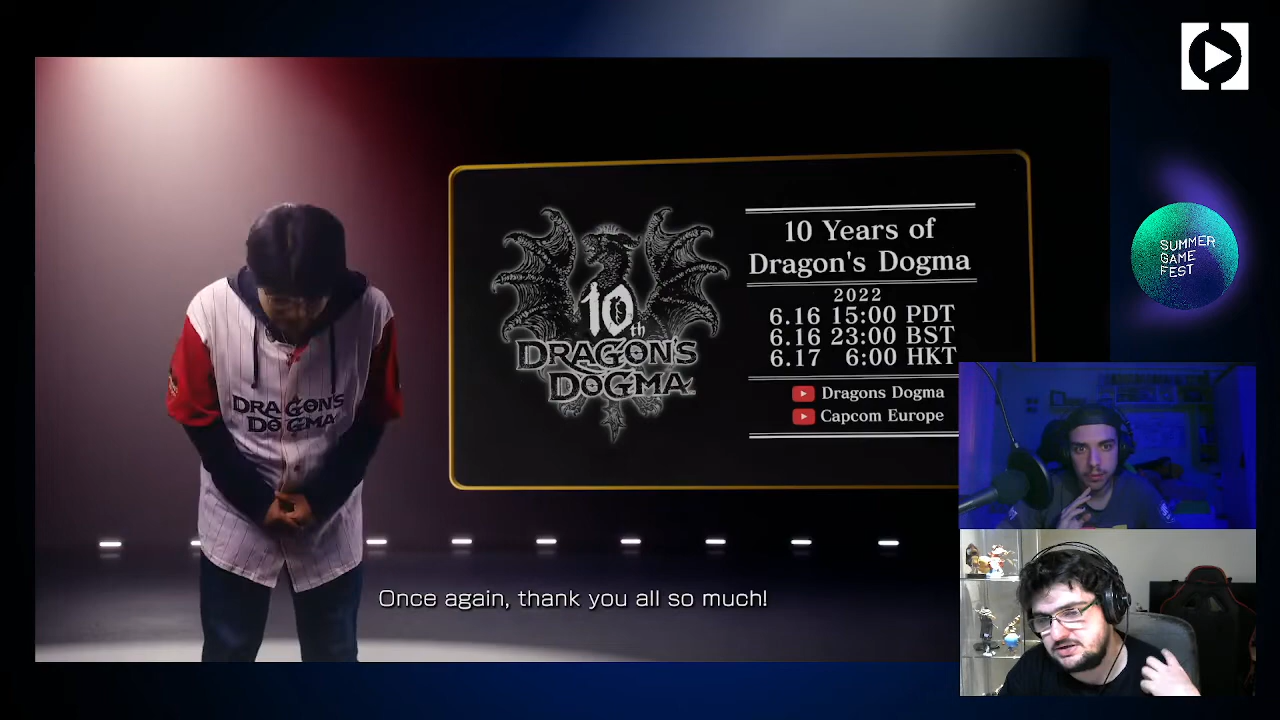 10 Years of
Dragon's Dogma
2022
6.16 15:00 PDT
6.16 23:00 BST
6.17 6:00 HKT
Dragons Dogma
Capcom Europe
10th
DRAGON'S
DOGMA
DRAGON'S
DOGMA
Once again, thank you all so much!
SUMMER
GAME
FEST